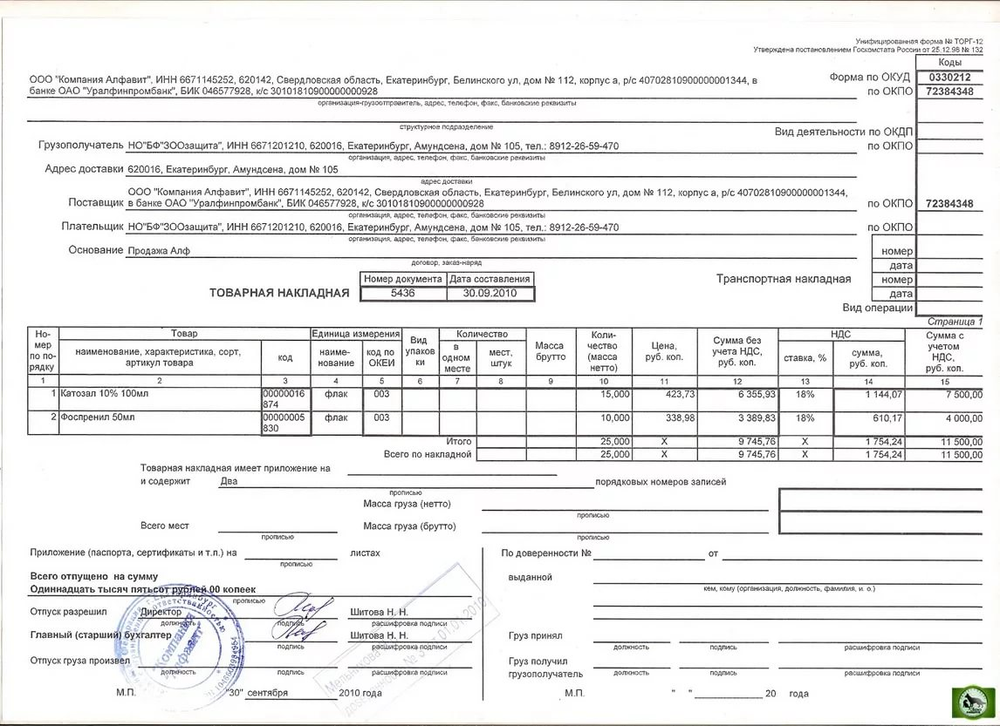 Унифицированная форма № ТОРГ-12
Утверждена постановлением Госкомстата России от 25.12.98 № 132
Коды
Форма по ОКУД 0330212
ООО "Компания Алфавит", ИНН 6671145252, 620142, Свердловская область, Екатеринбург, Белинского ул, дом № 112, корпус а, р/с 40702810900000001344, в
банке ОАО "Уралфинпромбанк", БИК 046577928, к/с 30101810900000000928 по ОКПО 72384348
организация-грузоотправитель, адрес, телефон, факс, банковские реквизиты
структурное подразделение
Вид деятельности по ОКДП
Грузополучатель НО"БФ"ЗООзащита", ИНН 6671201210, 620016, Екатеринбург, Амундсена, дом № 105, тел.: 8912-26-59-470 по ОКПО
организация, адрес, телефон, факс, банковские реквизиты
Адрес доставки 620016, Екатеринбург, Амундсена, дом № 105
адрес доставки
ООО "Компания Алфавит", ИНН 6671145252, 620142, Свердловская область, Екатеринбург, Белинского ул, дом № 112, корпус а, р/с 40702810900000001344,
Поставщик в банке ОАО "Уралфинпромбанк", БИК 046577928, к/с 30101810900000000928 по ОКПО 72384348
организация, адрес, телефон, факс, банковские реквизиты
Плательщик НО"БФ"ЗООзащита", ИНН 6671201210, 620016, Екатеринбург, Амундсена, дом № 105, тел.: 8912-26-59-470 по ОКПО
организация, адрес, телефон, факс, банковские реквизиты
Основание Продажа Алф номер
договор, заказ-наряд
дата
Номер документа Дата составления
Транспортная накладная номер
ТОВАРНАЯ НАКЛАДНАЯ 5436 30.09.2010
дата
Вид операции
Страница 1
Но-мер по по-рядку Товар Единица измерения Вид упаков ки Количество Масса брутто Коли-чество (масса нетто) Цена, руб. коп. Сумма без учета НДС, руб. коп. НДС Сумма с учетом НДС, руб. коп.
наименование, характеристика, сорт, артикул товара код наиме-нование код по ОКЕИ в одном месте мест, штук ставка, % сумма, руб. коп.
1 2 3 4 5 6 7 8 9 10 11 12 13 14 15
1 Катозал 10% 100мл 00000016 874 флак 003 15,000 423,73 6 355,93 18% 1 144,07 7 500,00
2 Фоспренил 50мл 00000005 830 флак 003 10,000 338,98 3 389,83 18% 610,17 4 000,00
Итого 25,000 X 9 745,76 X 1 754,24 11 500,00
Всего по накладной 25,000 X 9 745,76 X 1 754,24 11 500,00
Товарная накладная имеет приложение на
и содержит Два порядковых номеров записей
прописью
Масса груза (нетто)
прописью
Всего мест Масса груза (брутто)
прописью прописью
Приложение (паспорта, сертификаты и т.п.) на листах
прописью
Всего отпущено на сумму
Одиннадцать тысяч пятьсот рублей 00 копеек
прописью
Отпуск разрешил Директор Шитова Н. Н.
должность подпись расшифровка подписи
Главный (старший) бухгалтер Шитова Н. Н.
подпись расшифровка подписи
Отпуск груза произвел
должность подпись расшифровка подписи
М.П. "30" сентября 2010 года
По доверенности № от
выданной
кем, кому (организация, должность, фамилия, и. о.)
Груз принял
должность подпись расшифровка подписи
Груз получил
грузополучатель
должность подпись расшифровка подписи
М.П. " " 20 года
"Компания
Алфавит"